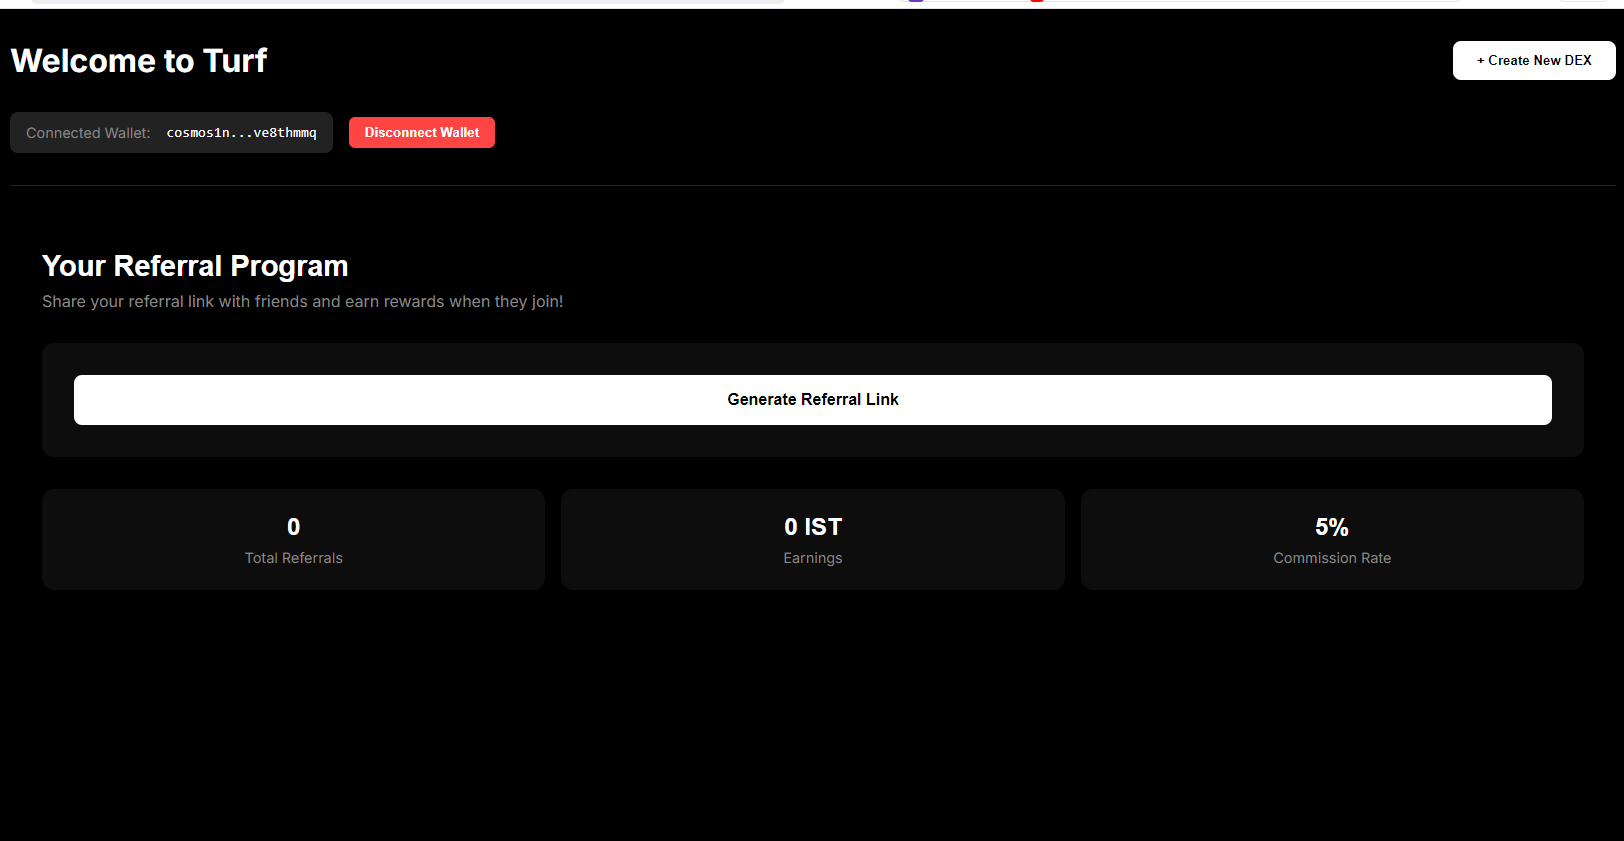 Welcome to Turf
+ Create New DEX
Connected Wallet: cosmos1n...ve8thmmq
Disconnect Wallet
Your Referral Program
Share your referral link with friends and earn rewards when they join!
Generate Referral Link
0
Total Referrals
0 IST
Earnings
5%
Commission Rate